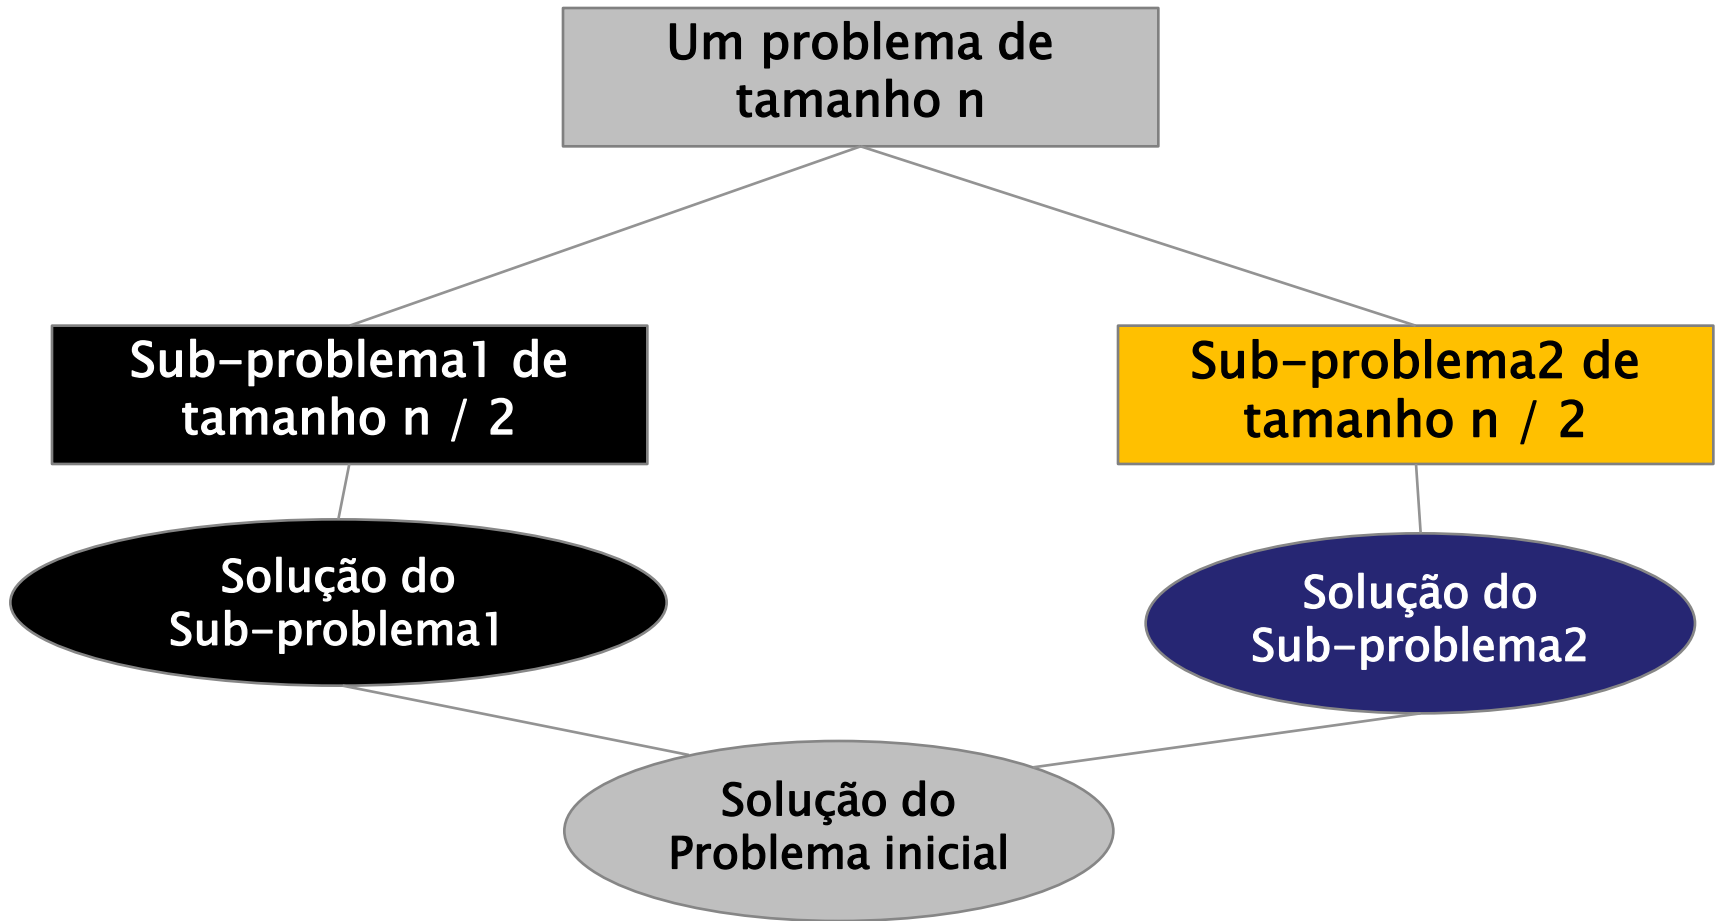 Um problema de
tamanho n
Sub-problema1 de
tamanho n / 2
Sub-problema2 de
tamanho n / 2
Solução do
Sub-problema1
Solução do
Sub-problema2
Solução do
Problema inicial